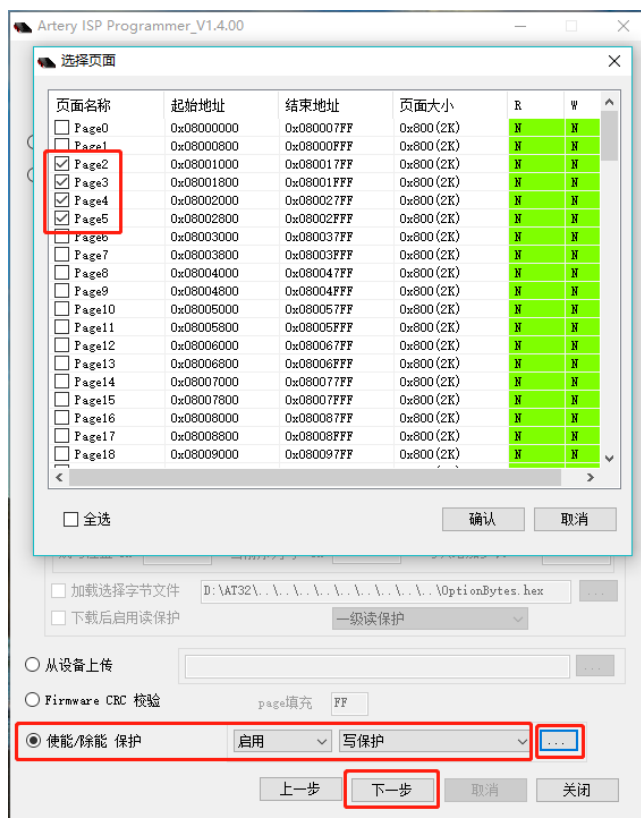 Artery ISP Programmer_V1.4.00
选择页面
页面名称 起始地址 结束地址 页面大小 R W
Page0 0x08000000 0x080007FF 0x800(2K) N N
Page1 0x08000800 0x08000FFF 0x800(2K) N N
Page2 0x08001000 0x080017FF 0x800(2K) N N
Page3 0x08001800 0x08001FFF 0x800(2K) N N
Page4 0x08002000 0x080027FF 0x800(2K) N N
Page5 0x08002800 0x08002FFF 0x800(2K) N N
Page6 0x08003000 0x080037FF 0x800(2K) N N
Page7 0x08003800 0x08003FFF 0x800(2K) N N
Page8 0x08004000 0x080047FF 0x800(2K) N N
Page9 0x08004800 0x08004FFF 0x800(2K) N N
Page10 0x08005000 0x080057FF 0x800(2K) N N
Page11 0x08005800 0x08005FFF 0x800(2K) N N
Page12 0x08006000 0x080067FF 0x800(2K) N N
Page13 0x08006800 0x08006FFF 0x800(2K) N N
Page14 0x08007000 0x080077FF 0x800(2K) N N
Page15 0x08007800 0x08007FFF 0x800(2K) N N
Page16 0x08008000 0x080087FF 0x800(2K) N N
Page17 0x08008800 0x08008FFF 0x800(2K) N N
Page18 0x08009000 0x080097FF 0x800(2K) N N
全选 确认 取消
加载选择字节文件 D:\AT32\..\..\..\..\..\..\..\..\OptionBytes.hex ...
下载后启用读保护 一级读保护
从设备上传 ...
Firmware CRC 校验 page填充 FF
使能/除能 保护 启用 写保护 ...
上一步 下一步 取消 关闭